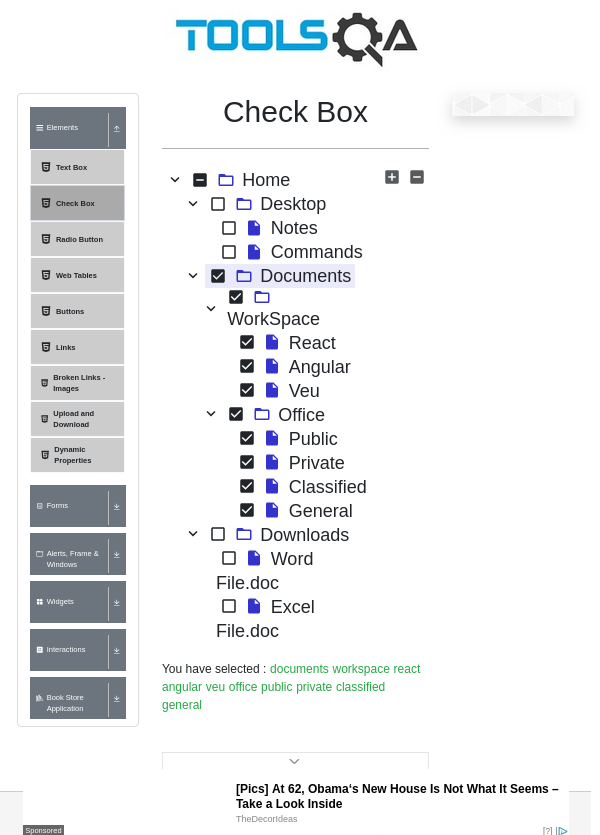 TOOLSQA
Elements
Text Box
Check Box
Radio Button
Web Tables
Buttons
Links
Broken Links -
Images
Upload and
Download
Dynamic
Properties
Forms
Alerts, Frame &
Windows
Widgets
Interactions
Book Store
Application
Check Box
Home
Desktop
Notes
Commands
Documents
WorkSpace
React
Angular
Veu
Office
Public
Private
Classified
General
Downloads
Word
File.doc
Excel
File.doc
You have selected : documents workspace react
angular veu office public private classified
general
[Pics] At 62, Obama‘s New House Is Not What It Seems –
Take a Look Inside
TheDecorIdeas
Sponsored
[?]